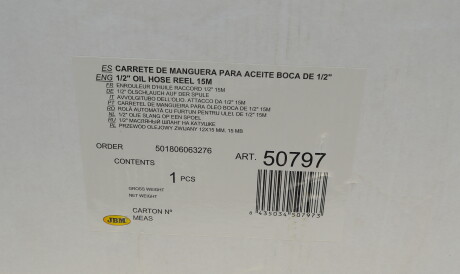 ES CARRETE DE MANGUERA PARA ACEITE BOCA DE 1/2"
ENG 1/2" OIL HOSE REEL 15M
FR ENROULEUR D'HUILE RACCORD 1/2" 15M
DE 1/2" ÖLSCHLAUCH AUF DER SPULE
IT AVVOLGITUBO DELL'OLIO. ATTACCO DA 1/2" 15M
PT CARRETEL DE MANGUEIRA PARA ÓLEO BOCA DE 1/2" 15M
RO ROLĂ AUTOMATĂ CU FURTUN PENTRU ULEI, DE 1/2" 15M
NL 1/2" OLIE SLANG OP EEN SPOEL
RU 1/2" МАСЛЯНЫЙ ШЛАНГ НА КАТУШКЕ
PL PRZEWÓD OLEJOWY ZWIJANY 12X15 MM, 15 MB
ORDER 501806063276
ART. 50797
CONTENTS
1 PCS
GROSS WEIGHT
NET WEIGHT
8 435034 507973
JBM
CARTON Nº
MEAS